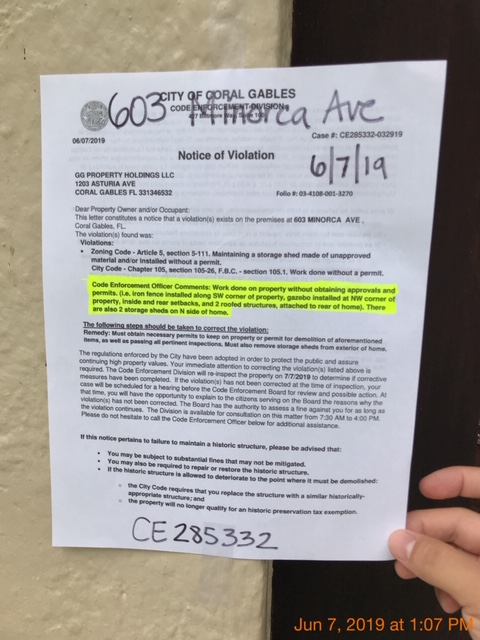 CITY OF CORAL GABLES
603 Minorca Ave
CODE ENFORCEMENT DIVISION
427 Biltmore Way, Suite 100
06/07/2019
Case #: CE285332-032919
Notice of Violation
6/7/19
GG PROPERTY HOLDINGS LLC
1203 ASTURIA AVE
CORAL GABLES FL 331346532
Folio #: 03-4108-001-3270
Dear Property Owner and/or Occupant:
This letter constitutes a notice that a violation(s) exists on the premises at 603 MINORCA AVE ,
Coral Gables, FL.
The violation(s) found was:
Violations:
• Zoning Code - Article 5, section 5-111. Maintaining a storage shed made of unapproved
material and/or installed without a permit.
City Code - Chapter 105, section 105-26, F.B.C. - section 105.1. Work done without a permit.
Code Enforcement Officer Comments: Work done on property without obtaining approvals and
permits. (i.e. iron fence installed along SW corner of property, gazebo installed at NW corner of
property, inside and rear setbacks, and 2 roofed structures, attached to rear of home). There
are also 2 storage sheds on N side of home.
The following steps should be taken to correct the violation:
Remedy: Must obtain necessary permits to keep on property or permit for demolition of aforementioned
items, as well as passing all pertinent inspections. Must also remove storage sheds from exterior of home.
The regulations enforced by the City have been adopted in order to protect the public and assure
continuing high property values. Your immediate attention to correcting the violation(s) listed above is
required. The Code Enforcement Division will re-inspect the property on 7/7/2019 to determine if corrective
measures have been completed. If the violation(s) has not been corrected at the time of inspection, your
case will be scheduled for a hearing before the Code Enforcement Board for review and possible action. At
that time, you will have the opportunity to explain to the citizens serving on the Board the reasons why the
violation(s) has not been corrected. The Board has the authority to assess a fine against you for as long as
the violation continues. The Division is available for consultation on this matter from 7:30 AM to 4:00 PM.
Please do not hesitate to call the Code Enforcement Officer below for additional assistance.
If this notice pertains to failure to maintain a historic structure, please be advised that:
• You may be subject to substantial fines that may not be mitigated.
• You may also be required to repair or restore the historic structure.
• If the historic structure is allowed to deteriorate to the point where it must be demolished:
o the City Code requires that you replace the structure with a similar historically-
appropriate structure; and
o the property will no longer qualify for an historic preservation tax exemption.
CE285332
Jun 7, 2019 at 1:07 PM